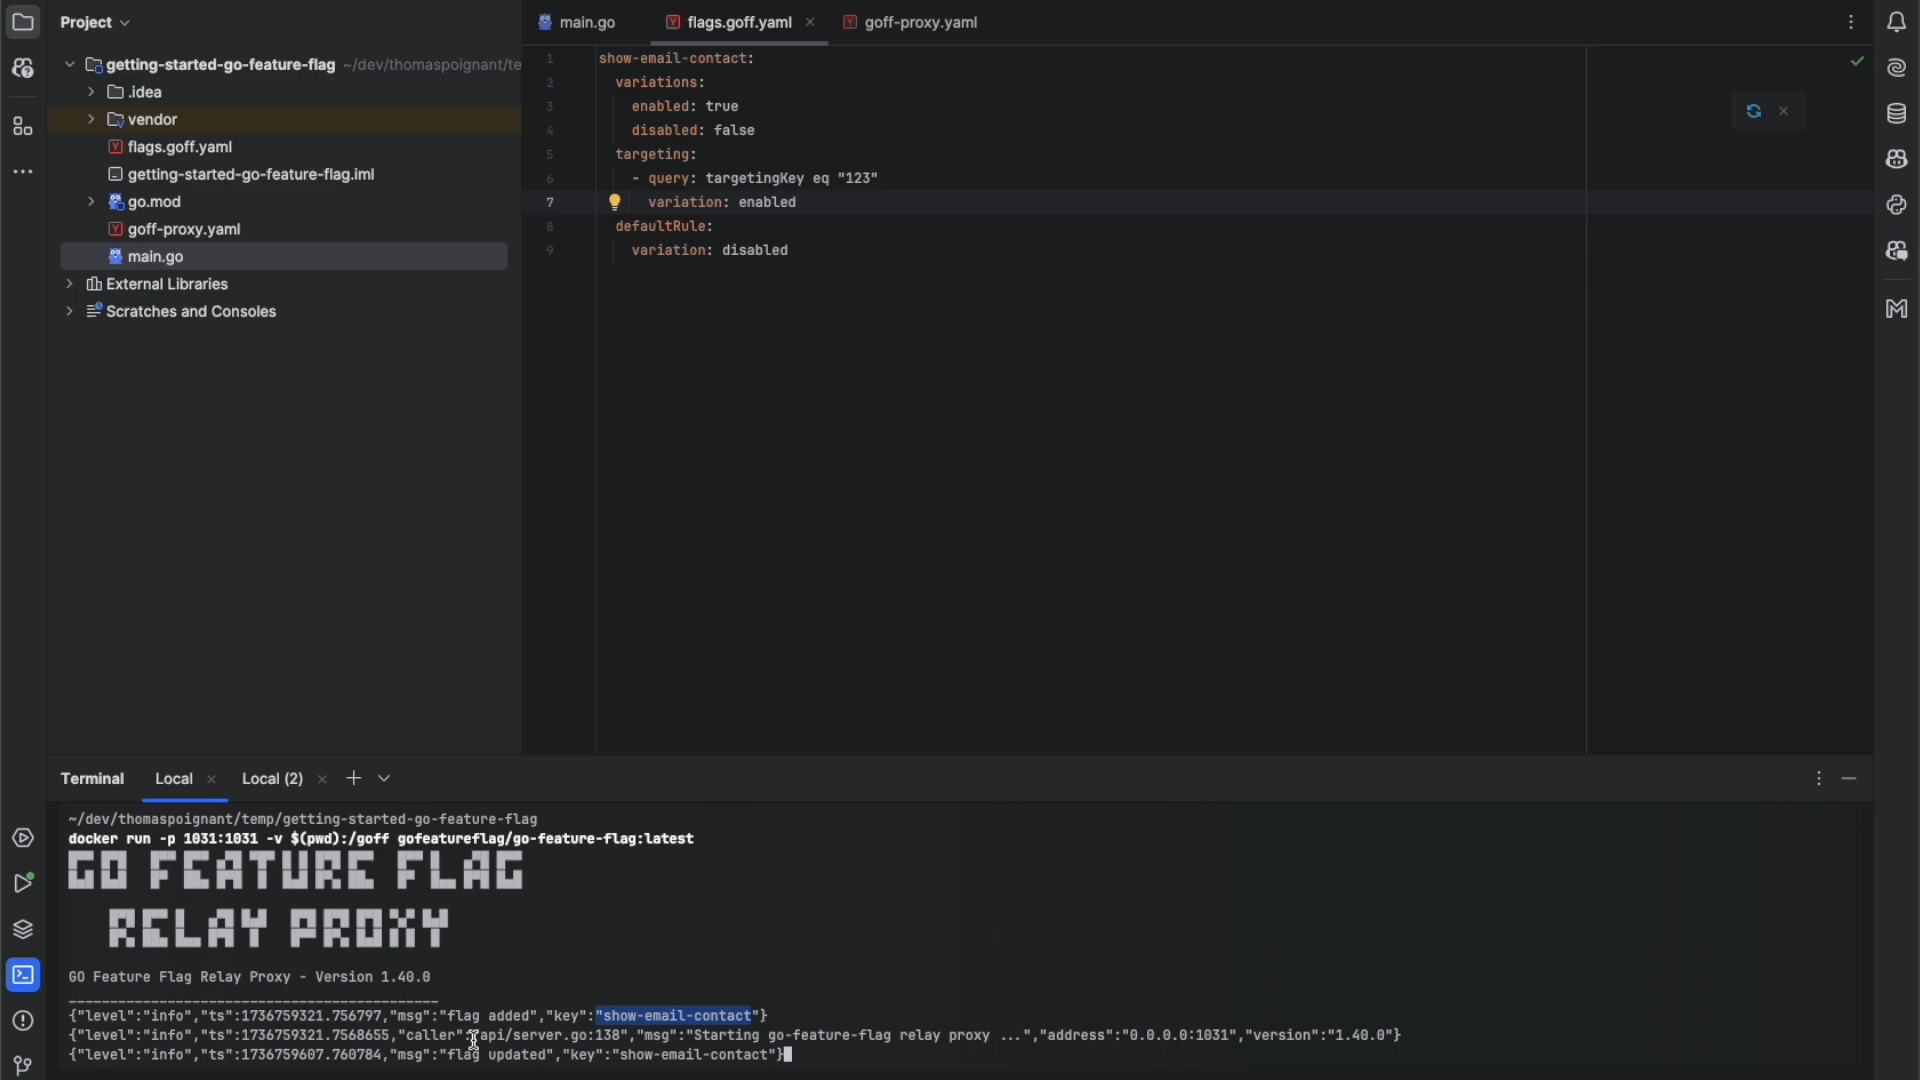 Project
getting-started-go-feature-flag ~/dev/thomaspoignant/te
.idea
vendor
flags.goff.yaml
getting-started-go-feature-flag.iml
go.mod
goff-proxy.yaml
main.go
External Libraries
Scratches and Consoles
main.go flags.goff.yaml goff-proxy.yaml
1 show-email-contact:
2 variations:
3 enabled: true
4 disabled: false
5 targeting:
6 - query: targetingKey eq "123"
7 variation: enabled
8 defaultRule:
9 variation: disabled
Terminal Local Local (2)
~/dev/thomaspoignant/temp/getting-started-go-feature-flag
docker run -p 1031:1031 -v $(pwd):/goff gofeatureflag/go-feature-flag:latest
GO FEATURE FLAG
RELAY PROXY
GO Feature Flag Relay Proxy - Version 1.40.0
_____________________________________________
{"level":"info","ts":1736759321.756797,"msg":"flag added","key":"show-email-contact"}
{"level":"info","ts":1736759321.7568655,"caller":"api/server.go:138","msg":"Starting go-feature-flag relay proxy ...","address":"0.0.0.0:1031","version":"1.40.0"}
{"level":"info","ts":1736759607.760784,"msg":"flag updated","key":"show-email-contact"}